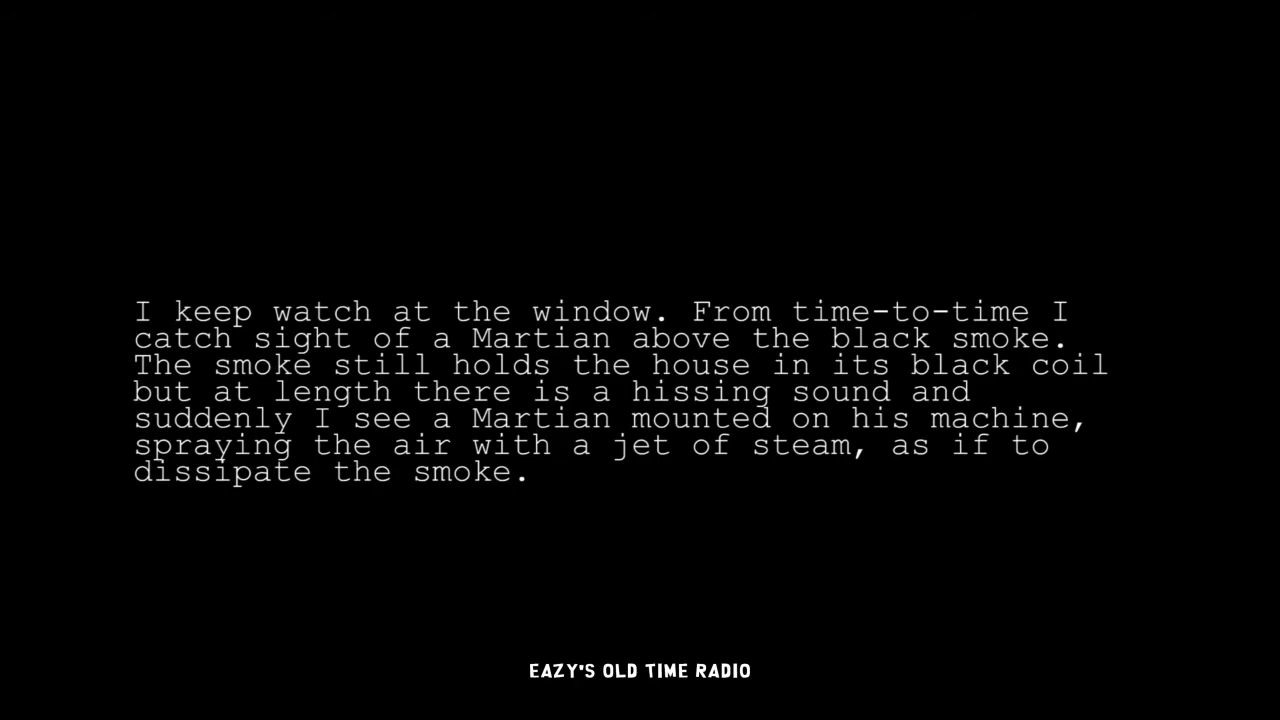 I keep watch at the window. From time-to-time I
catch sight of a Martian above the black smoke.
The smoke still holds the house in its black coil
but at length there is a hissing sound and
suddenly I see a Martian mounted on his machine,
spraying the air with a jet of steam, as if to
dissipate the smoke.
EAZY'S OLD TIME RADIO